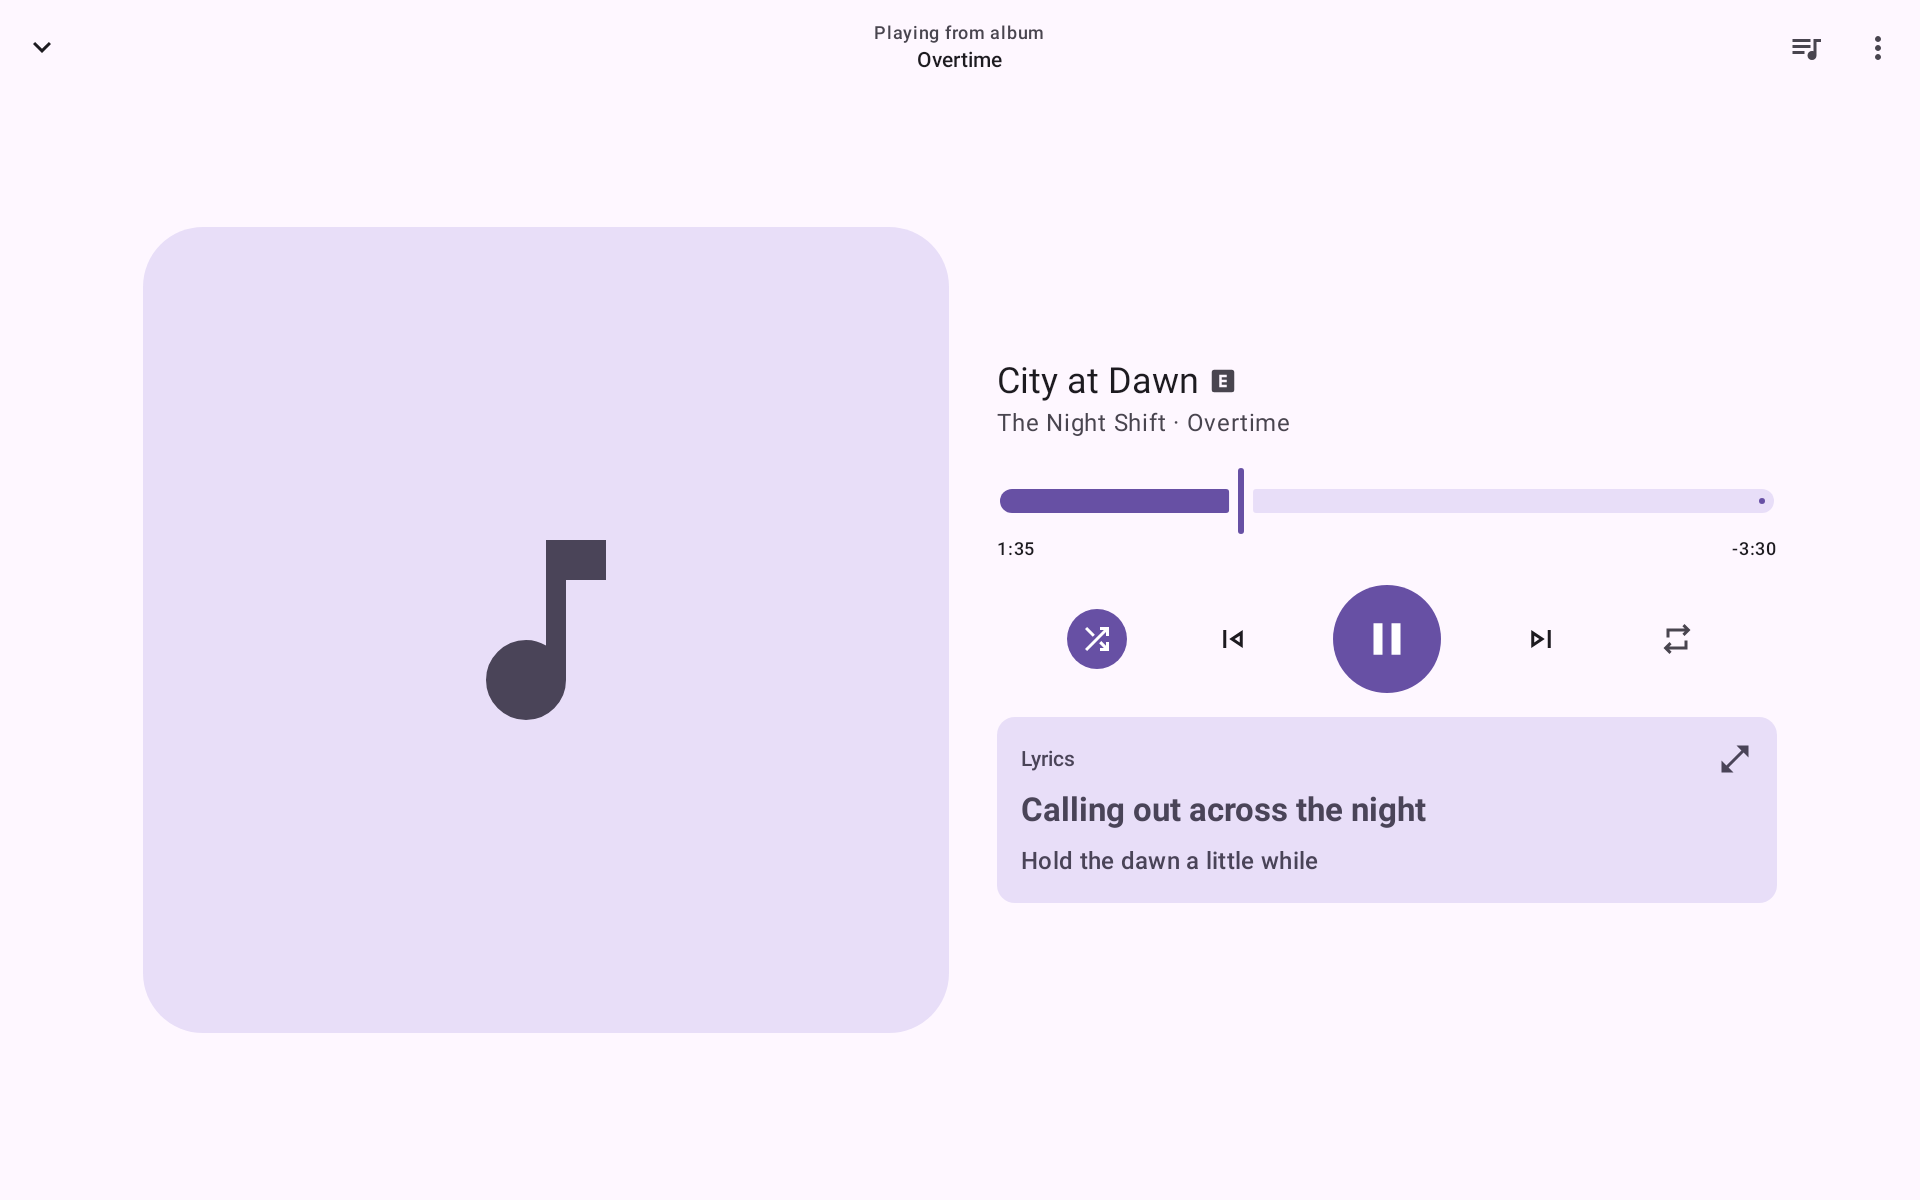 Playing from album
Overtime
City at Dawn E
The Night Shift · Overtime
1:35
-3:30
Lyrics
Calling out across the night
Hold the dawn a little while